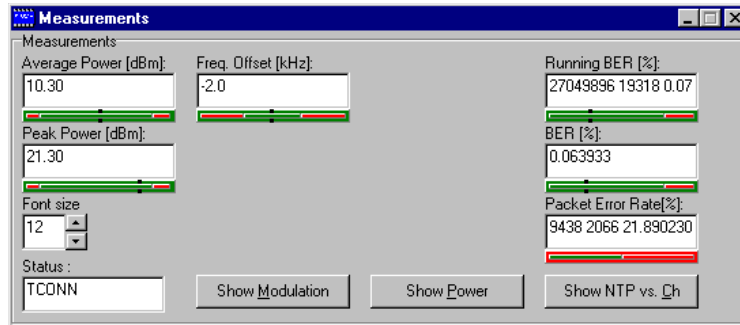 Measurements
Measurements
Average Power [dBm]: Freq. Offset [kHz]: Running BER [%]:
10.30 -2.0 27049896 19318 0.07
Peak Power [dBm]: BER [%]:
21.30 0.063933
Font size Packet Error Rate[%]:
12 9438 2066 21.890230
Status :
TCONN Show Modulation Show Power Show NTP vs. Ch